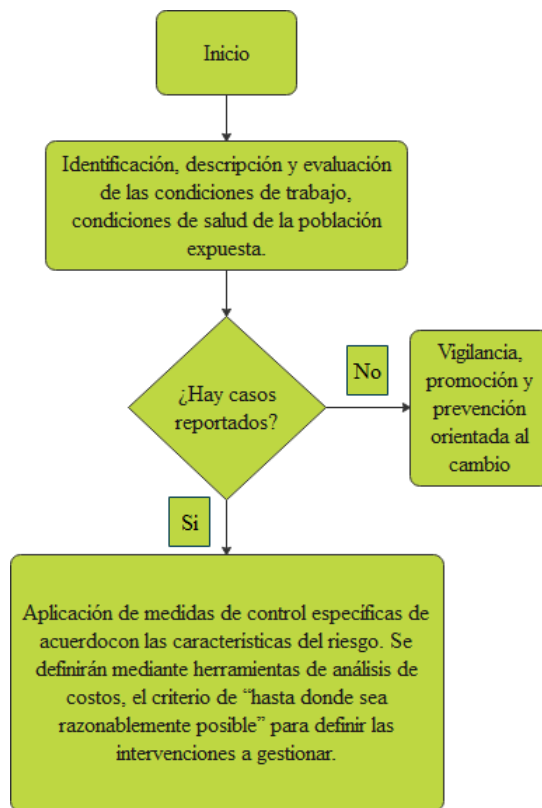 Inicio
Identificación, descripción y evaluación
de las condiciones de trabajo,
condiciones de salud de la población
expuesta.
¿Hay casos
reportados?
No
Vigilancia,
promoción y
prevención
orientada al
cambio
Si
Aplicación de medidas de control específicas de
acuerdocon las características del riesgo. Se
definirán mediante herramientas de análisis de
costos, el criterio de “hasta donde sea
razonablemente posible” para definir las
intervenciones a gestionar.